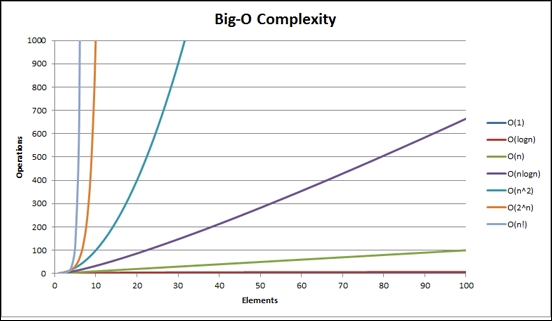 Big-O Complexity
Operations
1000
900
800
700
600
500
400
300
200
100
0
0 10 20 30 40 50 60 70 80 90 100
Elements
O(1)
O(logn)
O(n)
O(nlogn)
O(n^2)
O(2^n)
O(n!)